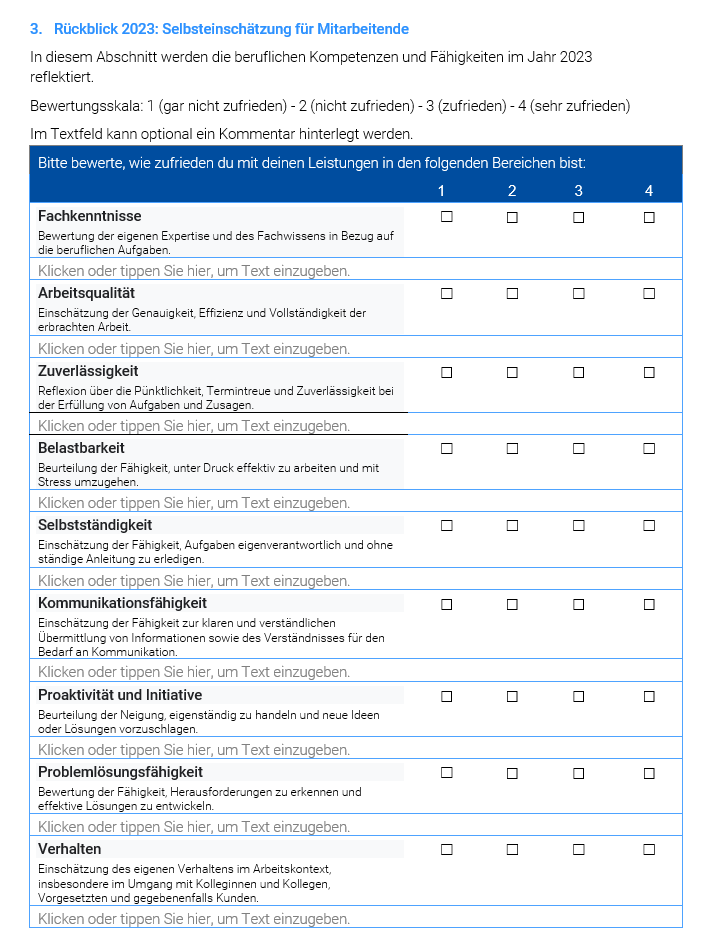 3. Rückblick 2023: Selbsteinschätzung für Mitarbeitende
In diesem Abschnitt werden die beruflichen Kompetenzen und Fähigkeiten im Jahr 2023
reflektiert.
Bewertungsskala: 1 (gar nicht zufrieden) - 2 (nicht zufrieden) - 3 (zufrieden) - 4 (sehr zufrieden)
Im Textfeld kann optional ein Kommentar hinterlegt werden.
Bitte bewerte, wie zufrieden du mit deinen Leistungen in den folgenden Bereichen bist:
1 2 3 4
Fachkenntnisse ☐ ☐ ☐ ☐
Bewertung der eigenen Expertise und des Fachwissens in Bezug auf
die beruflichen Aufgaben.
Klicken oder tippen Sie hier, um Text einzugeben.
Arbeitsqualität ☐ ☐ ☐ ☐
Einschätzung der Genauigkeit, Effizienz und Vollständigkeit der
erbrachten Arbeit.
Klicken oder tippen Sie hier, um Text einzugeben.
Zuverlässigkeit ☐ ☐ ☐ ☐
Reflexion über die Pünktlichkeit, Termintreue und Zuverlässigkeit bei
der Erfüllung von Aufgaben und Zusagen.
Klicken oder tippen Sie hier, um Text einzugeben.
Belastbarkeit ☐ ☐ ☐ ☐
Beurteilung der Fähigkeit, unter Druck effektiv zu arbeiten und mit
Stress umzugehen.
Klicken oder tippen Sie hier, um Text einzugeben.
Selbstständigkeit ☐ ☐ ☐ ☐
Einschätzung der Fähigkeit, Aufgaben eigenverantwortlich und ohne
ständige Anleitung zu erledigen.
Klicken oder tippen Sie hier, um Text einzugeben.
Kommunikationsfähigkeit ☐ ☐ ☐ ☐
Einschätzung der Fähigkeit zur klaren und verständlichen
Übermittlung von Informationen sowie des Verständnisses für den
Bedarf an Kommunikation.
Klicken oder tippen Sie hier, um Text einzugeben.
Proaktivität und Initiative ☐ ☐ ☐ ☐
Beurteilung der Neigung, eigenständig zu handeln und neue Ideen
oder Lösungen vorzuschlagen.
Klicken oder tippen Sie hier, um Text einzugeben.
Problemlösungsfähigkeit ☐ ☐ ☐ ☐
Bewertung der Fähigkeit, Herausforderungen zu erkennen und
effektive Lösungen zu entwickeln.
Klicken oder tippen Sie hier, um Text einzugeben.
Verhalten ☐ ☐ ☐ ☐
Einschätzung des eigenen Verhaltens im Arbeitskontext,
insbesondere im Umgang mit Kolleginnen und Kollegen,
Vorgesetzten und gegebenenfalls Kunden.
Klicken oder tippen Sie hier, um Text einzugeben.